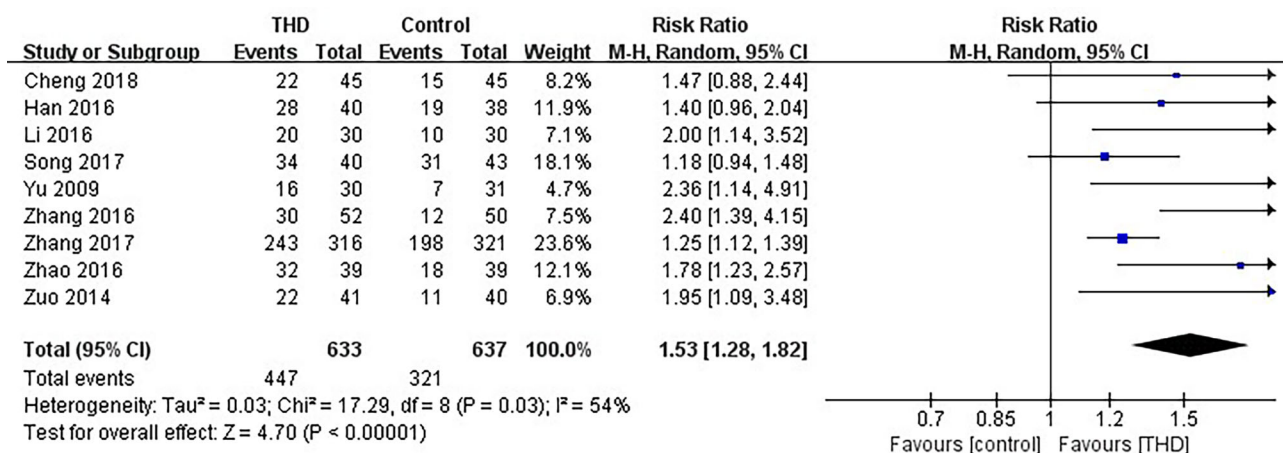 THD Control Risk Ratio Risk Ratio
Study or Subgroup Events Total Events Total Weight M-H, Random, 95% CI M-H, Random, 95% CI
Cheng 2018 22 45 15 45 8.2% 1.47 [0.88, 2.44]
Han 2016 28 40 19 38 11.9% 1.40 [0.96, 2.04]
Li 2016 20 30 10 30 7.1% 2.00 [1.14, 3.52]
Song 2017 34 40 31 43 18.1% 1.18 [0.94, 1.48]
Yu 2009 16 30 7 31 4.7% 2.36 [1.14, 4.91]
Zhang 2016 30 52 12 50 7.5% 2.40 [1.39, 4.15]
Zhang 2017 243 316 198 321 23.6% 1.25 [1.12, 1.39]
Zhao 2016 32 39 18 39 12.1% 1.78 [1.23, 2.57]
Zuo 2014 22 41 11 40 6.9% 1.95 [1.09, 3.48]
Total (95% CI) 633 637 100.0% 1.53 [1.28, 1.82]
Total events 447 321
Heterogeneity: Tau² = 0.03; Chi² = 17.29, df = 8 (P = 0.03); I² = 54%
Test for overall effect: Z = 4.70 (P < 0.00001)
0.7 0.85 1 1.2 1.5
Favours [control] Favours [THD]